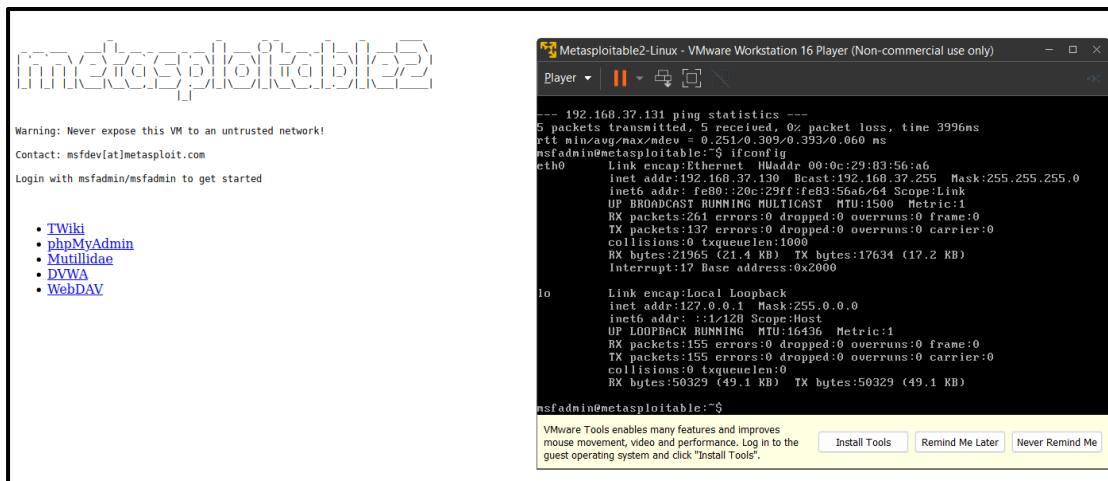 metasploitable2
Warning: Never expose this VM to an untrusted network!
Contact: msfdev[at]metasploit.com
Login with msfadmin/msfadmin to get started
TWiki
phpMyAdmin
Mutillidae
DVWA
WebDAV
Metasploitable2-Linux - VMware Workstation 16 Player (Non-commercial use only)
Player
--- 192.168.37.131 ping statistics ---
5 packets transmitted, 5 received, 0% packet loss, time 3996ms
rtt min/avg/max/mdev = 0.251/0.309/0.393/0.060 ms
msfadmin@metasploitable:~$ ifconfig
eth0 Link encap:Ethernet HWaddr 00:0c:29:83:56:a6
inet addr:192.168.37.130 Bcast:192.168.37.255 Mask:255.255.255.0
inet6 addr: fe80::20c:29ff:fe83:56a6/64 Scope:Link
UP BROADCAST RUNNING MULTICAST MTU:1500 Metric:1
RX packets:261 errors:0 dropped:0 overruns:0 frame:0
TX packets:137 errors:0 dropped:0 overruns:0 carrier:0
collisions:0 txqueuelen:1000
RX bytes:21965 (21.4 KB) TX bytes:17634 (17.2 KB)
Interrupt:17 Base address:0x2000
lo Link encap:Local Loopback
inet addr:127.0.0.1 Mask:255.0.0.0
inet6 addr: ::1/128 Scope:Host
UP LOOPBACK RUNNING MTU:16436 Metric:1
RX packets:155 errors:0 dropped:0 overruns:0 frame:0
TX packets:155 errors:0 dropped:0 overruns:0 carrier:0
collisions:0 txqueuelen:0
RX bytes:50329 (49.1 KB) TX bytes:50329 (49.1 KB)
msfadmin@metasploitable:~$
VMware Tools enables many features and improves
mouse movement, video and performance. Log in to the
guest operating system and click "Install Tools".
Install Tools
Remind Me Later
Never Remind Me